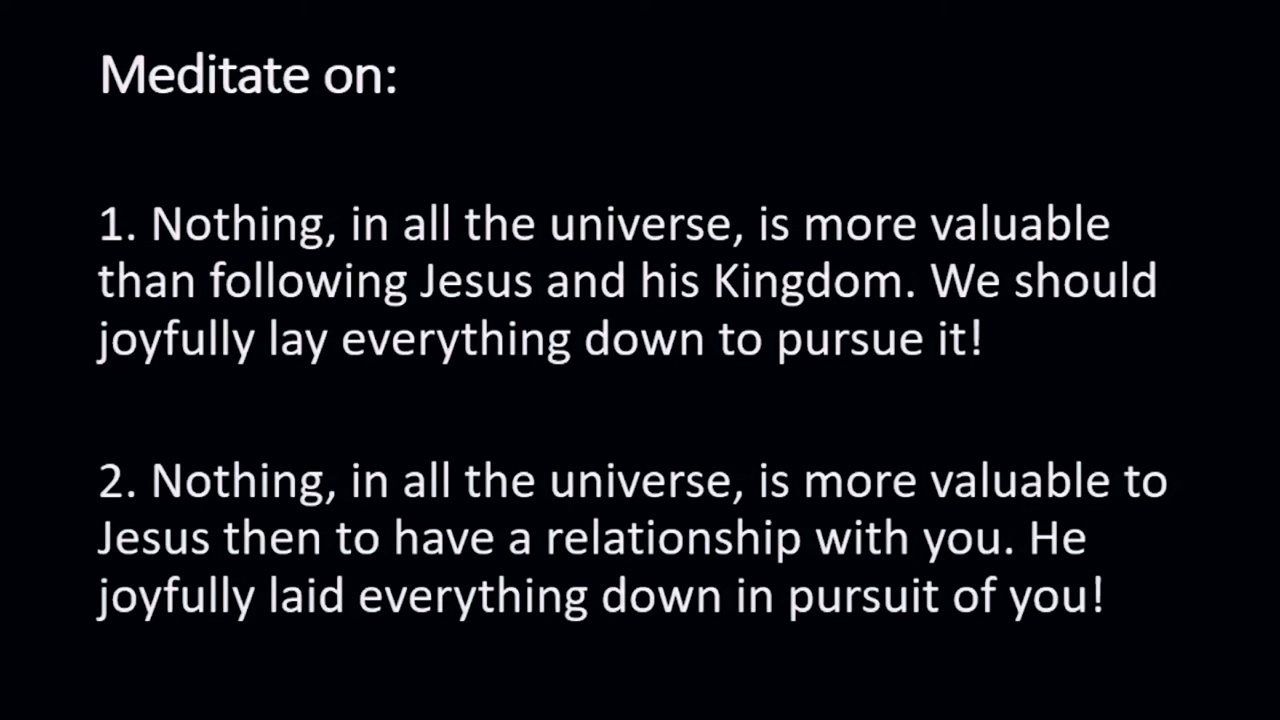 Meditate on:
1. Nothing, in all the universe, is more valuable
than following Jesus and his Kingdom. We should
joyfully lay everything down to pursue it!
2. Nothing, in all the universe, is more valuable to
Jesus then to have a relationship with you. He
joyfully laid everything down in pursuit of you!